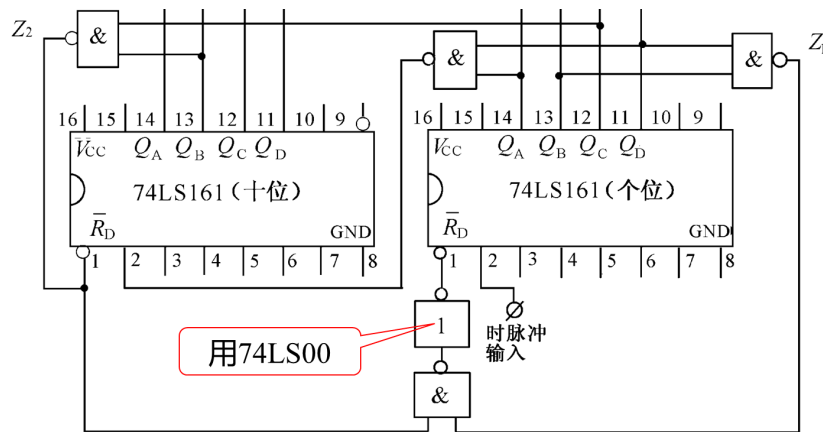 Z2 & & & Z1
16 15 14 13 12 11 10 9 16 15 14 13 12 11 10 9
V̄CC QA QB QC QD VCC QA QB QC QD
74LS161(十位) 74LS161(个位)
R̄D GND R̄D GND
1 2 3 4 5 6 7 8 1 2 3 4 5 6 7 8
1 时脉冲
输入
用74LS00
&